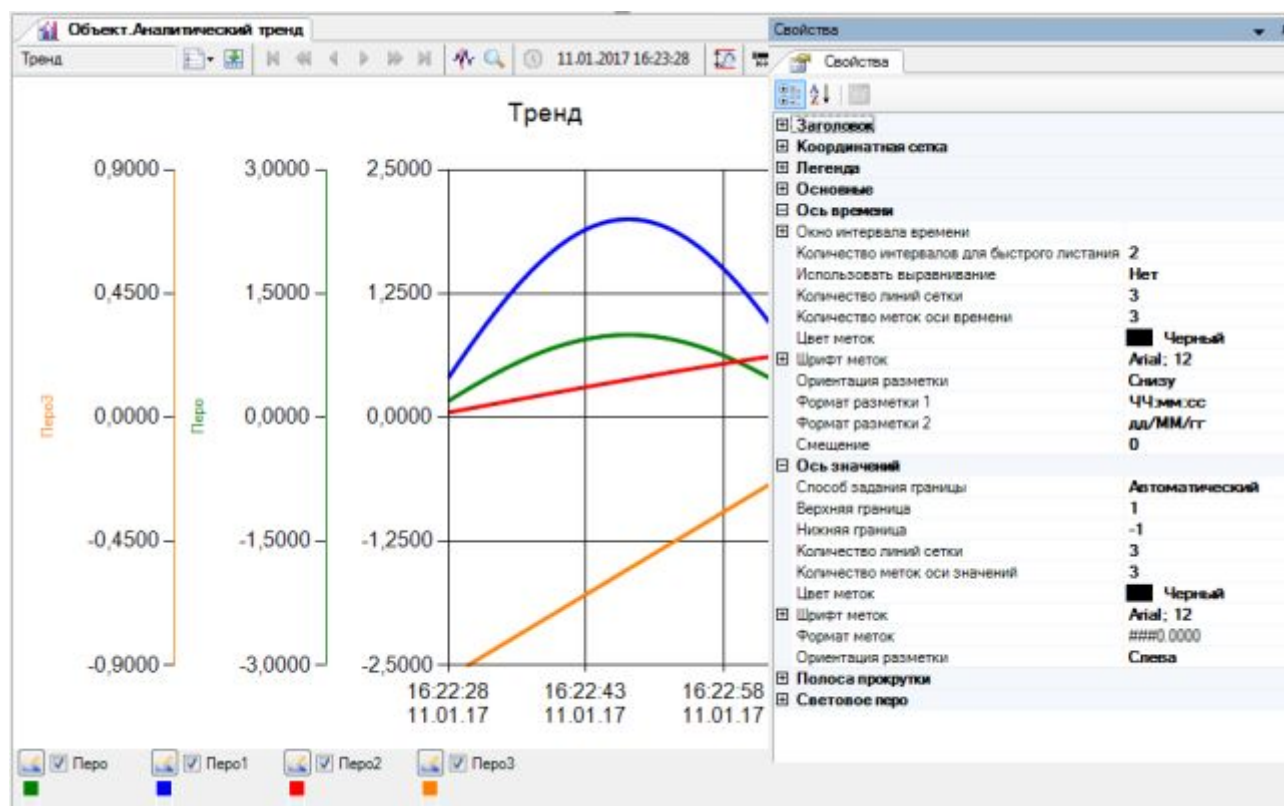 Объект.Аналитический тренд
Тренд
11.01.2017 16:23:28
Тренд
0.9000 3,0000 2,5000
0.4500 1,5000 1,2500
Перо3
0,0000
Перо
0,0000 0,0000
-0.4500 -1,5000 -1,2500
-0.9000 -3,0000 -2,5000
16:22:28 16:22:43 16:22:58
11.01.17 11.01.17 11.01.17
Перо Перо1 Перо2 Перо3
Свойства
Свойства
Заголовок
Координатная сетка
Легенда
Основные
Ось времени
Окно интервала времени
Количество интервалов для быстрого листания 2
Использовать выравнивание Нет
Количество линий сетки 3
Количество меток оси времени 3
Цвет меток Черный
Шрифт меток Arial; 12
Ориентация разметки Снизу
Формат разметки 1 ЧЧ:мм:сс
Формат разметки 2 дд/ММ/гг
Смещение 0
Ось значений
Способ задания границы Автоматический
Верхняя граница 1
Нижняя граница -1
Количество линий сетки 3
Количество меток оси значений 3
Цвет меток Черный
Шрифт меток Arial; 12
Формат меток ###0.0000
Ориентация разметки Слева
Полоса прокрутки
Световое перо